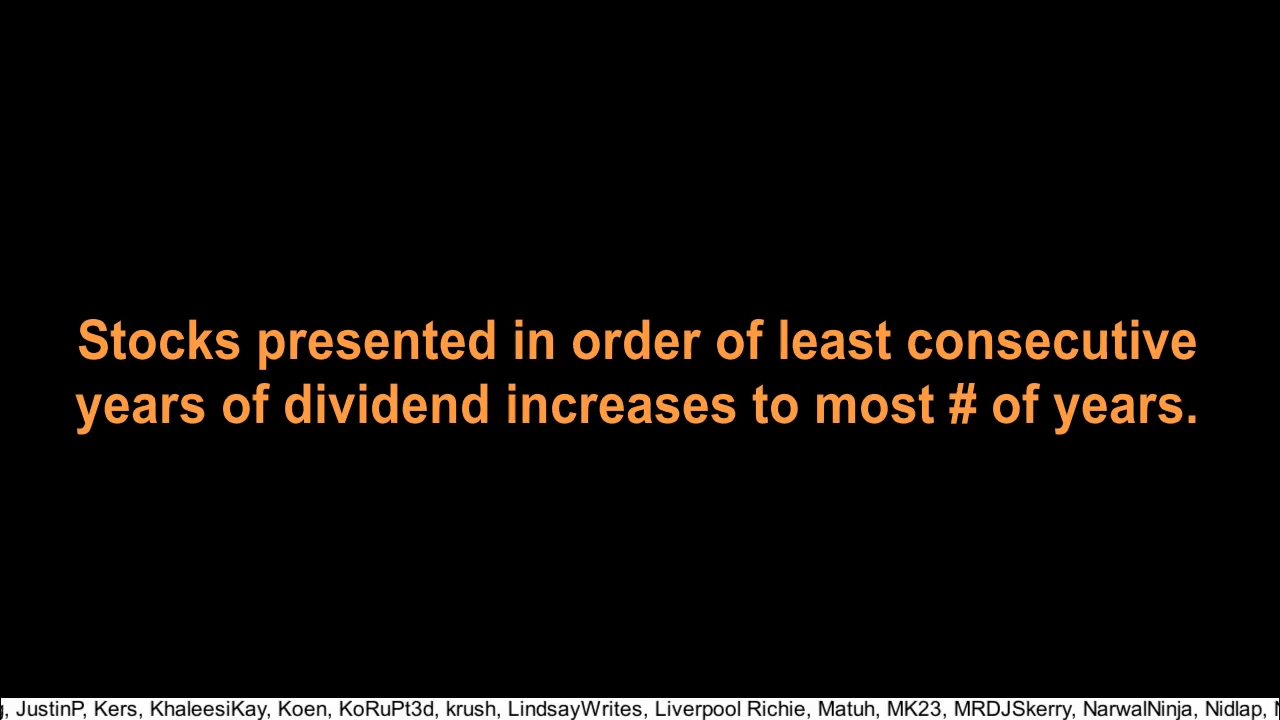 Stocks presented in order of least consecutive
years of dividend increases to most # of years.
, JustinP, Kers, KhaleesiKay, Koen, KoRuPt3d, krush, LindsayWrites, Liverpool Richie, Matuh, MK23, MRDJSkerry, NarwalNinja, Nidlap,